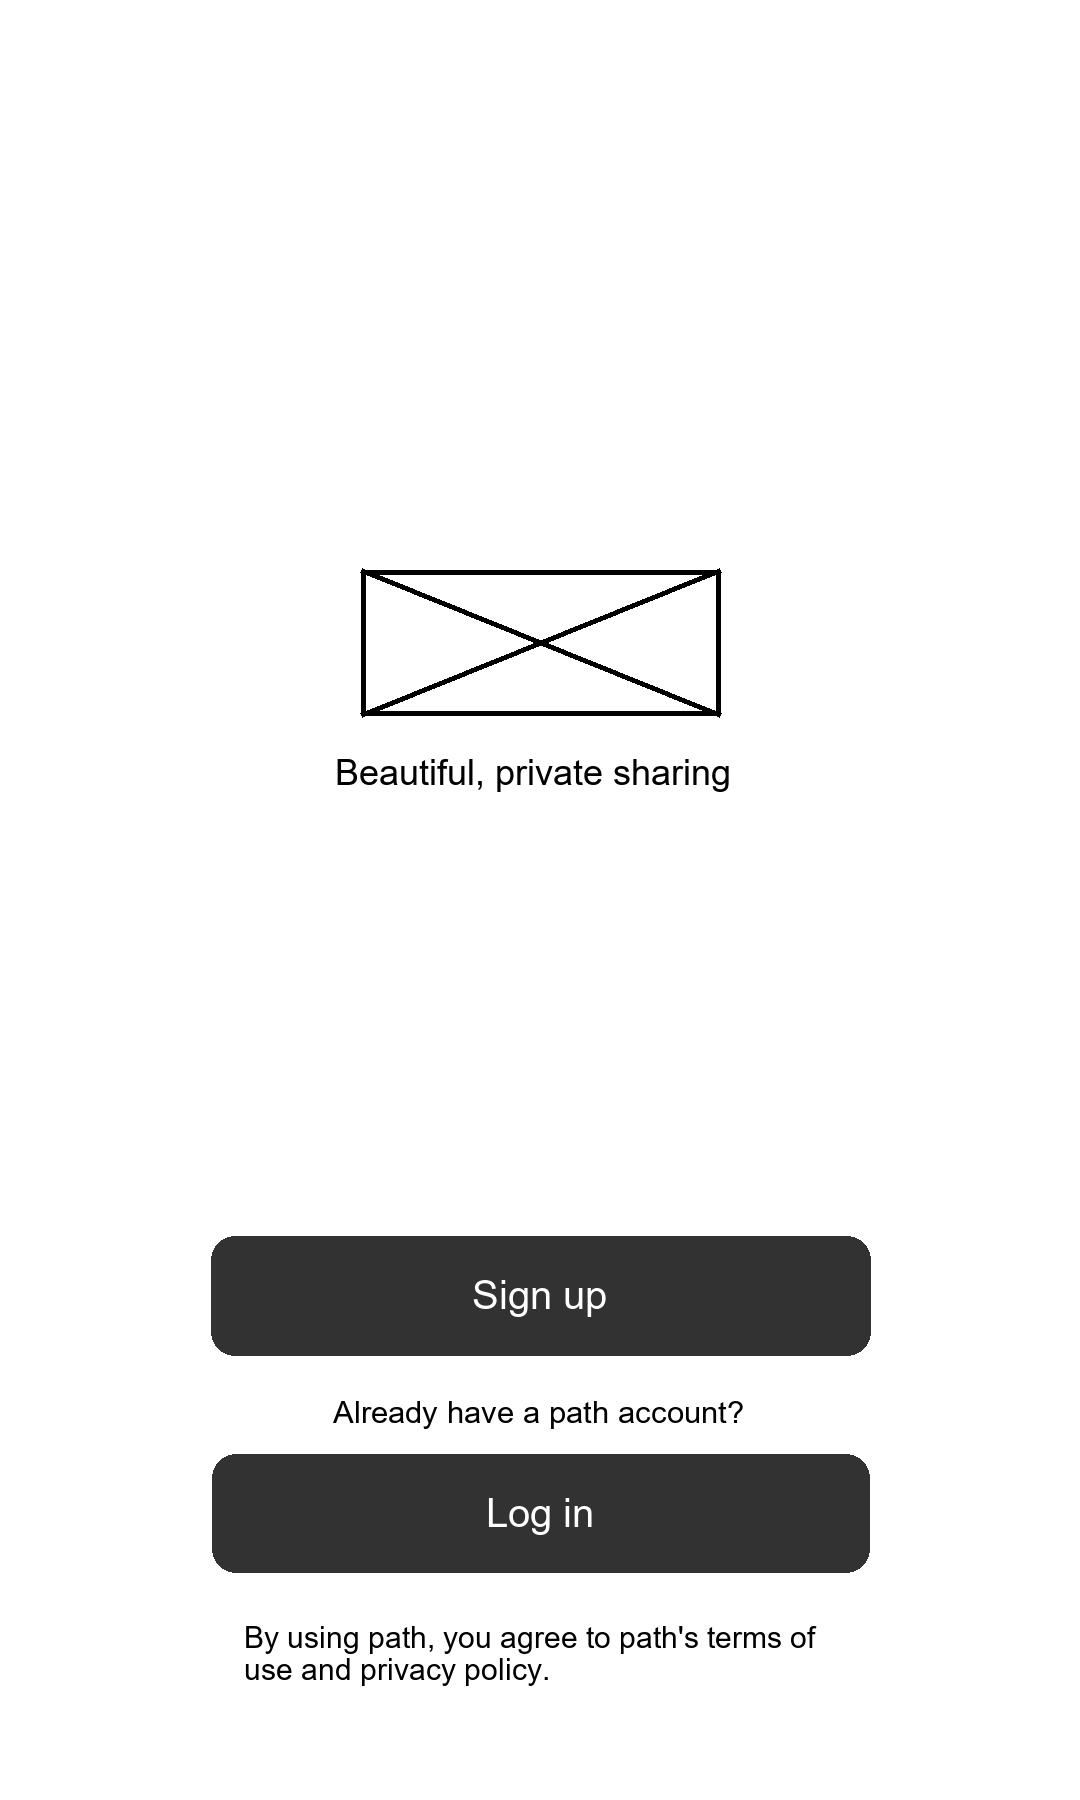 Beautiful, private sharing
Sign up
Already have a path account?
Log in
By using path, you agree to path's terms of
use and privacy policy.